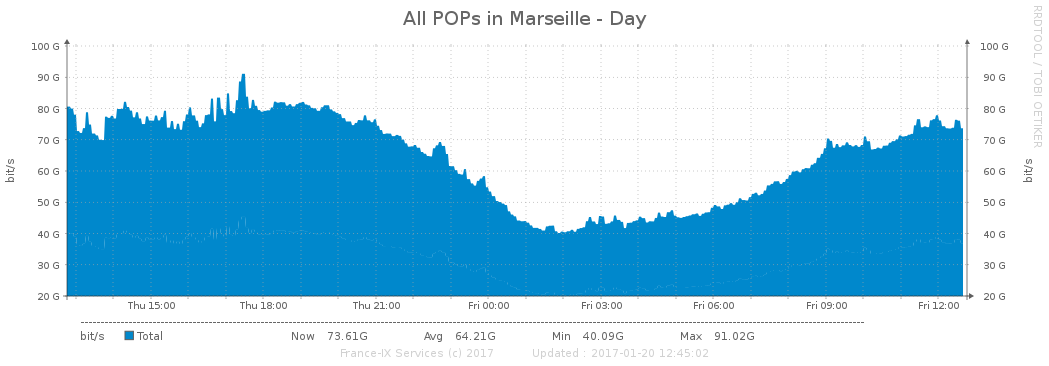 All POPs in Marseille - Day
RRDTOOL / TOBI OETIKER
100 G 100 G
90 G 90 G
80 G 80 G
70 G 70 G
60 G 60 G
50 G 50 G
40 G 40 G
30 G 30 G
20 G 20 G
bit/s
bit/s
Thu 15:00 Thu 18:00 Thu 21:00 Fri 00:00 Fri 03:00 Fri 06:00 Fri 09:00 Fri 12:00
bit/s Total Now 73.61G Avg 64.21G Min 40.09G Max 91.02G
France-IX Services (c) 2017 Updated : 2017-01-20 12:45:02